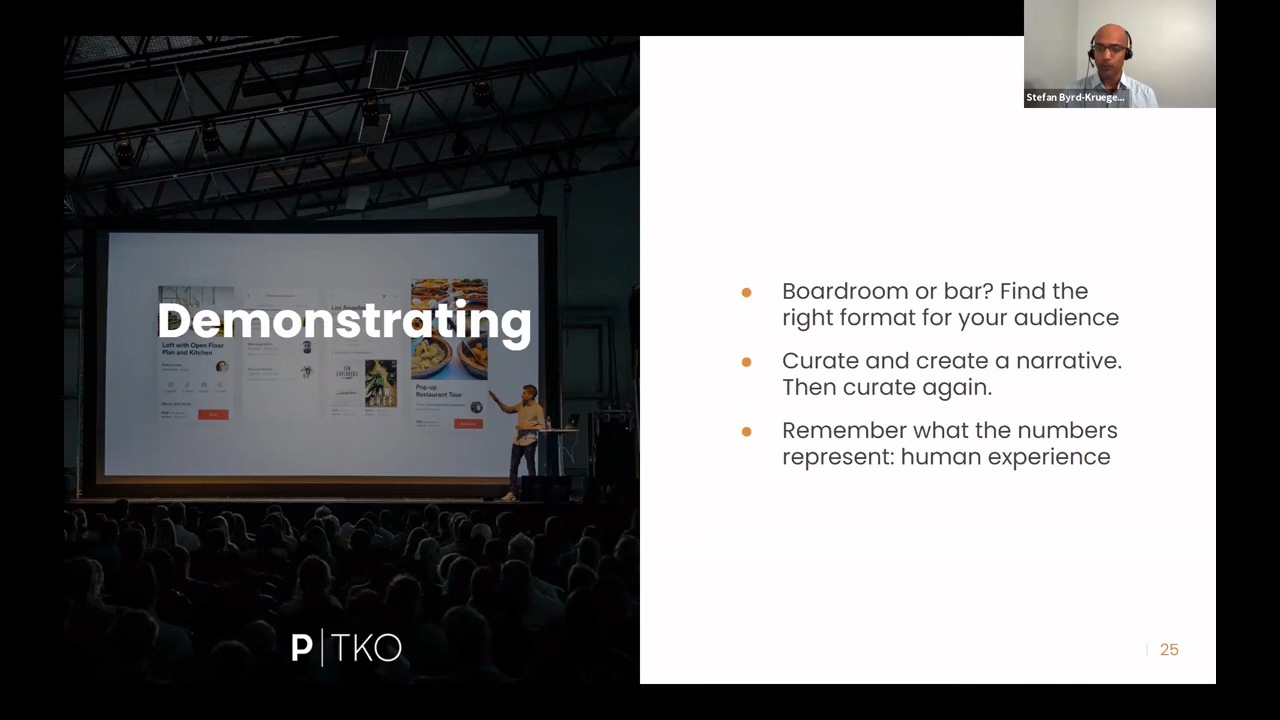 Stefan Byrd-Kruege...
Demonstrating
Left with Open Floor
Plan and Kitchen
Los Angeles
Pop-up
Restaurant Tour
Boardroom or bar? Find the
right format for your audience
Curate and create a narrative.
Then curate again.
Remember what the numbers
represent: human experience
P|TKO
25